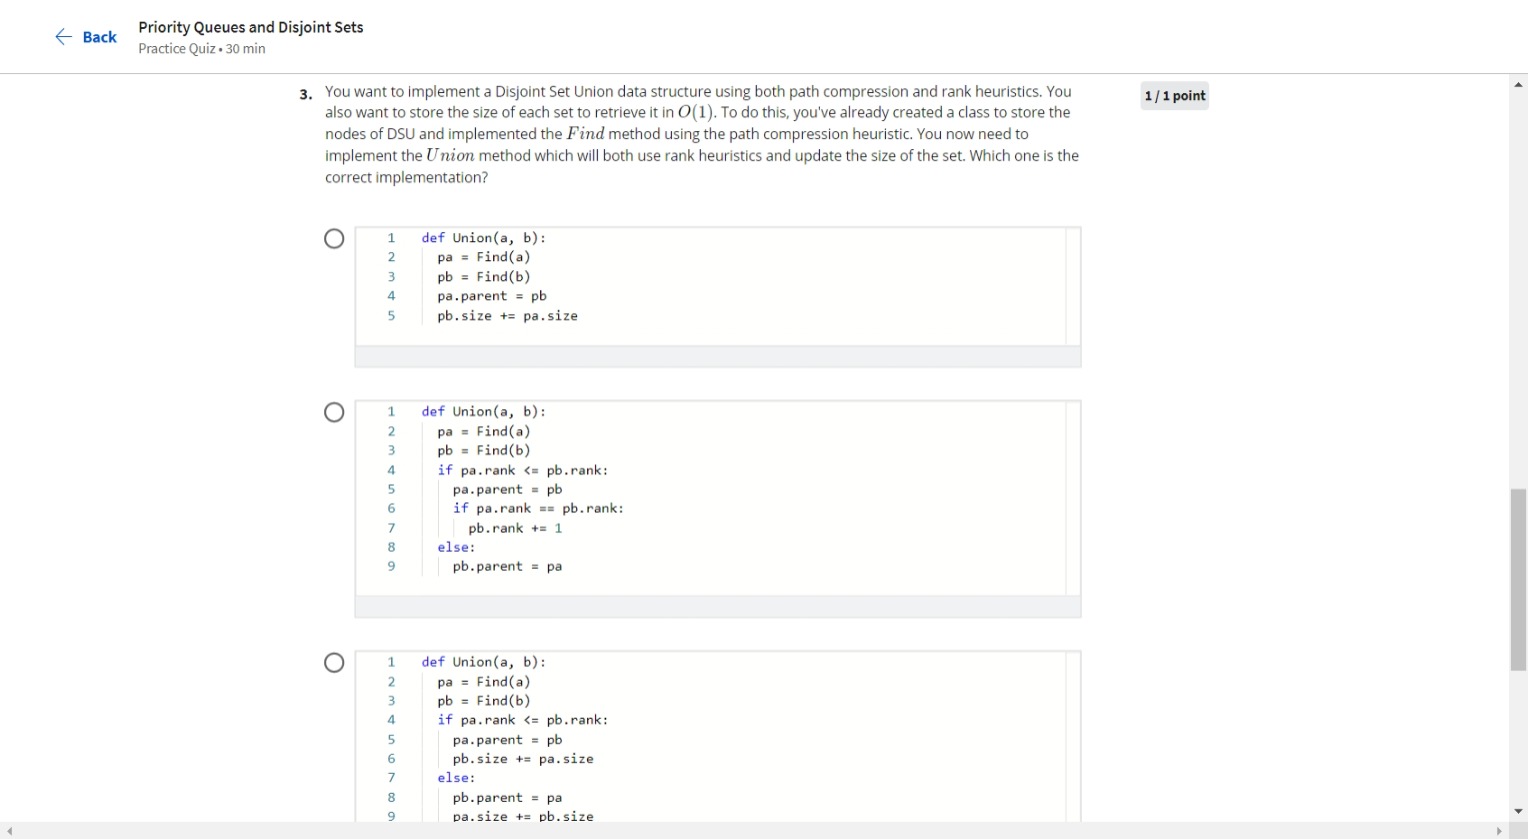 Back
Priority Queues and Disjoint Sets
Practice Quiz • 30 min
3. You want to implement a Disjoint Set Union data structure using both path compression and rank heuristics. You
also want to store the size of each set to retrieve it in O(1). To do this, you've already created a class to store the
nodes of DSU and implemented the Find method using the path compression heuristic. You now need to
implement the Union method which will both use rank heuristics and update the size of the set. Which one is the
correct implementation?
1 / 1 point
1 def Union(a, b):
2 pa = Find(a)
3 pb = Find(b)
4 pa.parent = pb
5 pb.size += pa.size
1 def Union(a, b):
2 pa = Find(a)
3 pb = Find(b)
4 if pa.rank <= pb.rank:
5 pa.parent = pb
6 if pa.rank == pb.rank:
7 pb.rank += 1
8 else:
9 pb.parent = pa
1 def Union(a, b):
2 pa = Find(a)
3 pb = Find(b)
4 if pa.rank <= pb.rank:
5 pa.parent = pb
6 pb.size += pa.size
7 else:
8 pb.parent = pa
9 pa.size += pb.size